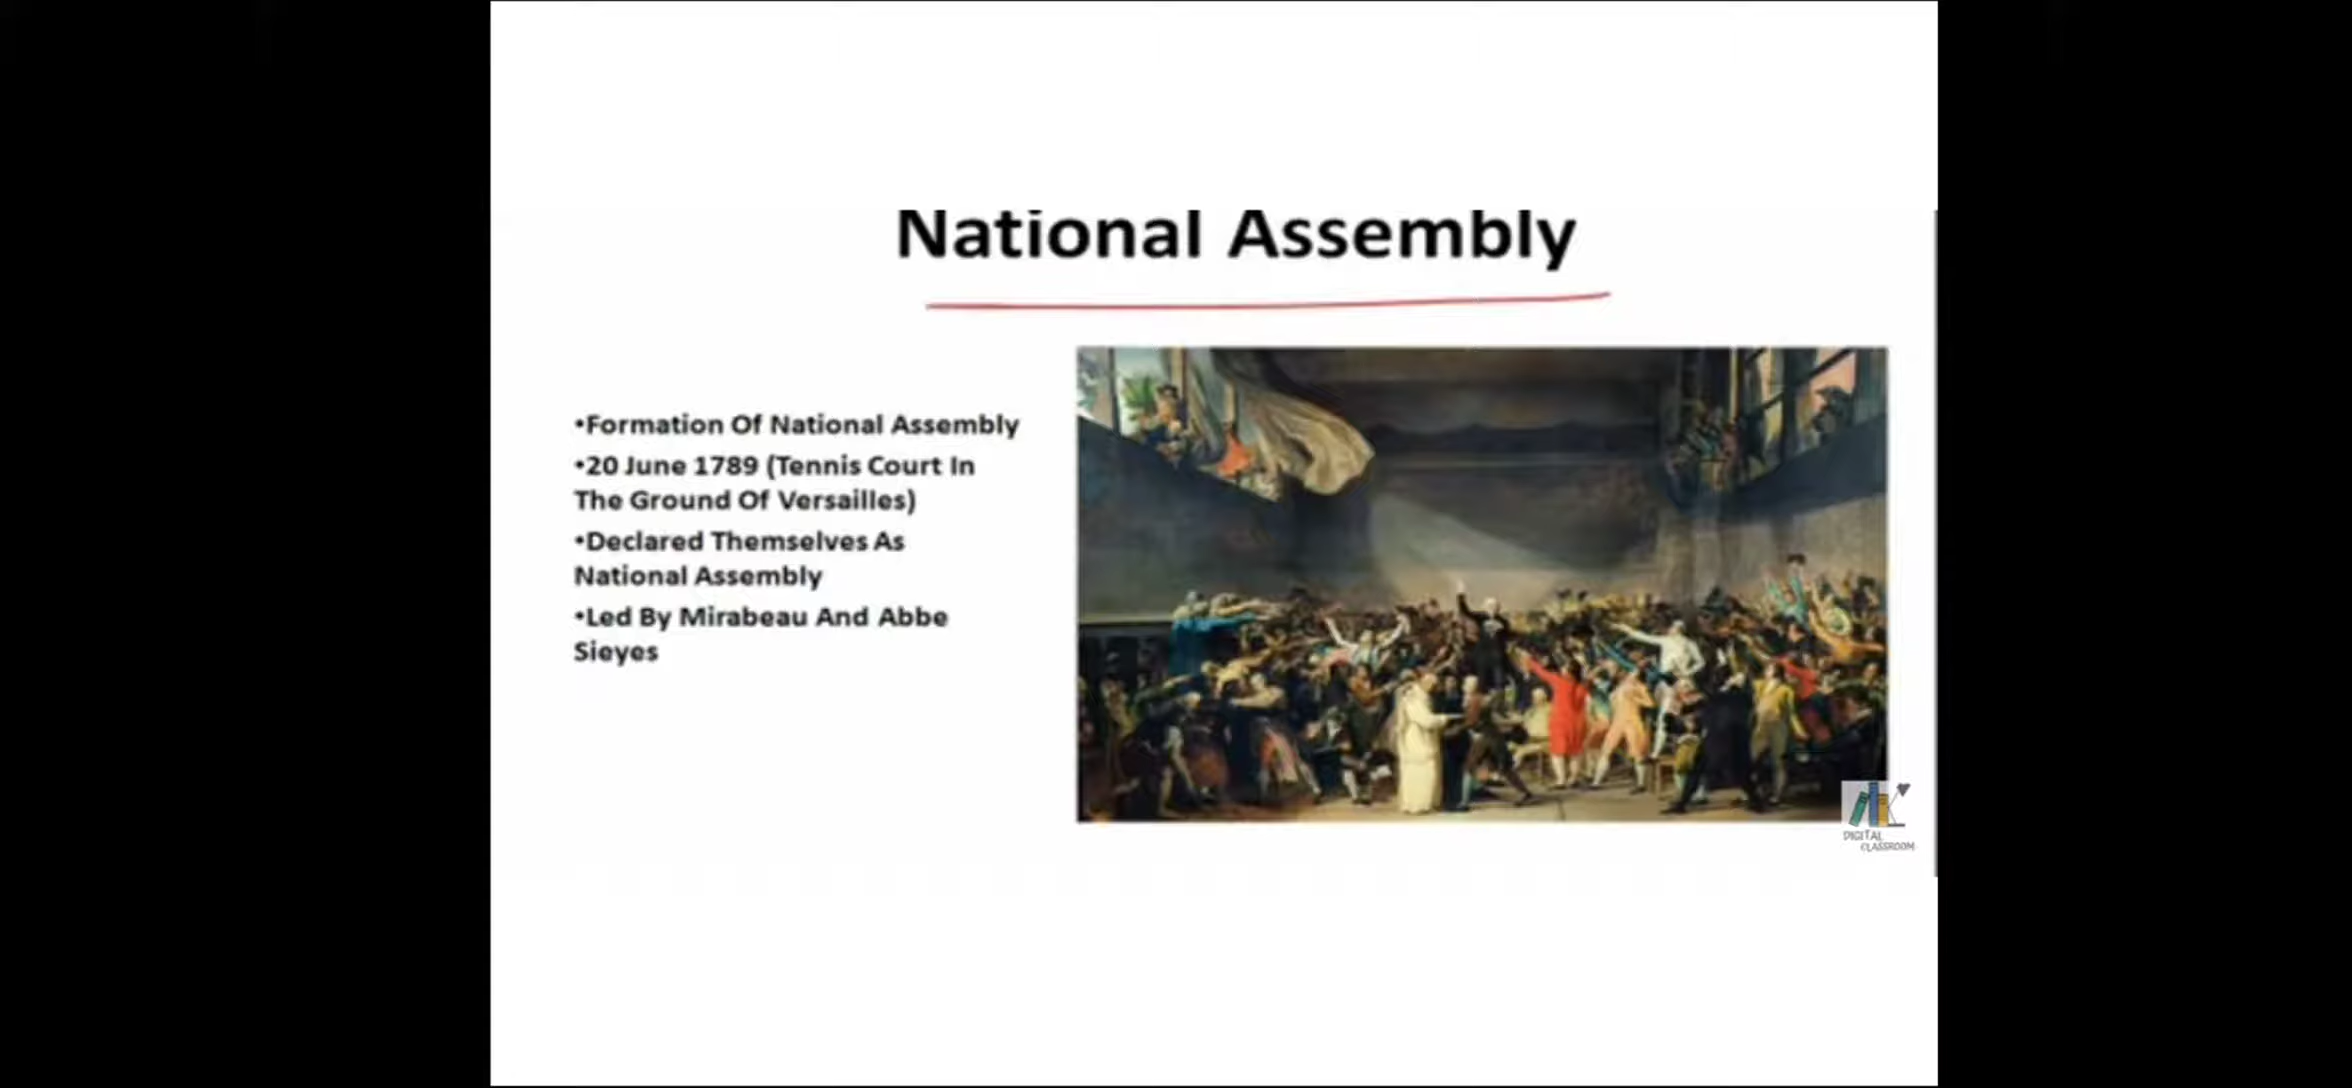 National Assembly
•Formation Of National Assembly
•20 June 1789 (Tennis Court In
The Ground Of Versailles)
•Declared Themselves As
National Assembly
•Led By Mirabeau And Abbe
Sieyes
DIGITAL
CLASSROOM